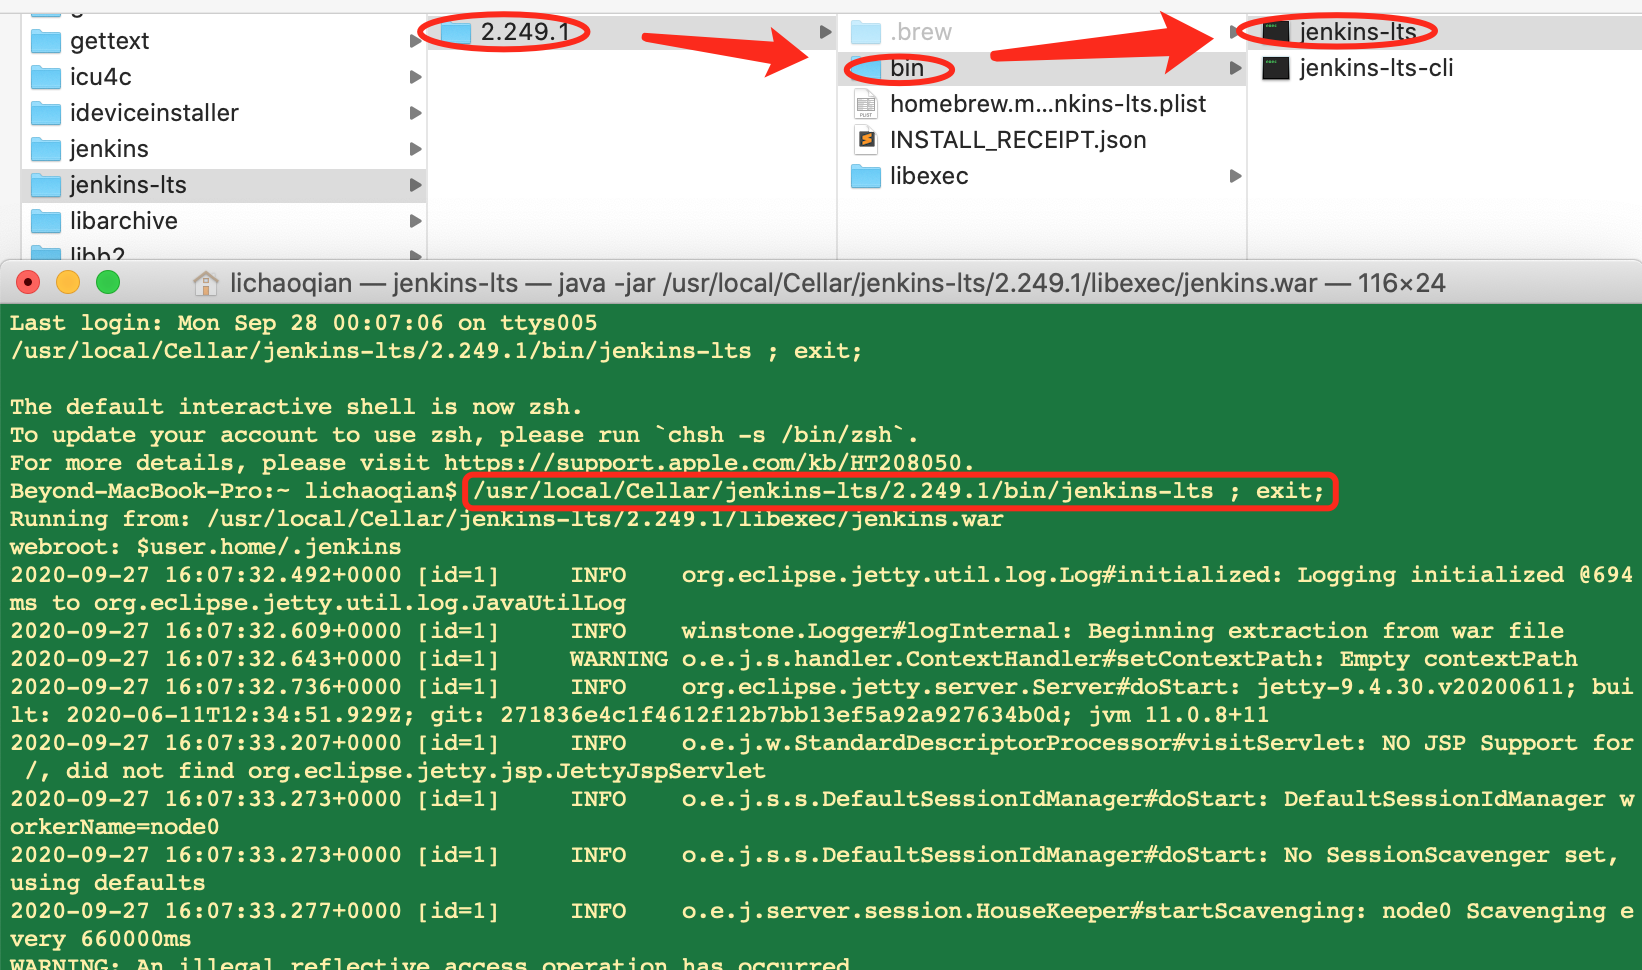 gettext
icu4c
ideviceinstaller
jenkins
jenkins-lts
libarchive
libb2
2.249.1
.brew
bin
homebrew.m...nkins-lts.plist
INSTALL_RECEIPT.json
libexec
jenkins-lts
jenkins-lts-cli
lichaoqian — jenkins-lts — java -jar /usr/local/Cellar/jenkins-lts/2.249.1/libexec/jenkins.war — 116×24
Last login: Mon Sep 28 00:07:06 on ttys005
/usr/local/Cellar/jenkins-lts/2.249.1/bin/jenkins-lts ; exit;
The default interactive shell is now zsh.
To update your account to use zsh, please run `chsh -s /bin/zsh`.
For more details, please visit https://support.apple.com/kb/HT208050.
Beyond-MacBook-Pro:~ lichaoqian$ /usr/local/Cellar/jenkins-lts/2.249.1/bin/jenkins-lts ; exit;
Running from: /usr/local/Cellar/jenkins-lts/2.249.1/libexec/jenkins.war
webroot: $user.home/.jenkins
2020-09-27 16:07:32.492+0000 [id=1]     INFO    org.eclipse.jetty.util.log.Log#initialized: Logging initialized @694
ms to org.eclipse.jetty.util.log.JavaUtilLog
2020-09-27 16:07:32.609+0000 [id=1]     INFO    winstone.Logger#logInternal: Beginning extraction from war file
2020-09-27 16:07:32.643+0000 [id=1]     WARNING o.e.j.s.handler.ContextHandler#setContextPath: Empty contextPath
2020-09-27 16:07:32.736+0000 [id=1]     INFO    org.eclipse.jetty.server.Server#doStart: jetty-9.4.30.v20200611; bui
lt: 2020-06-11T12:34:51.929Z; git: 271836e4c1f4612f12b7bb13ef5a92a927634b0d; jvm 11.0.8+11
2020-09-27 16:07:33.207+0000 [id=1]     INFO    o.e.j.w.StandardDescriptorProcessor#visitServlet: NO JSP Support for
 /, did not find org.eclipse.jetty.jsp.JettyJspServlet
2020-09-27 16:07:33.273+0000 [id=1]     INFO    o.e.j.s.s.DefaultSessionIdManager#doStart: DefaultSessionIdManager w
orkerName=node0
2020-09-27 16:07:33.273+0000 [id=1]     INFO    o.e.j.s.s.DefaultSessionIdManager#doStart: No SessionScavenger set,
using defaults
2020-09-27 16:07:33.277+0000 [id=1]     INFO    o.e.j.server.session.HouseKeeper#startScavenging: node0 Scavenging e
very 660000ms
WARNING: An illegal reflective access operation has occurred